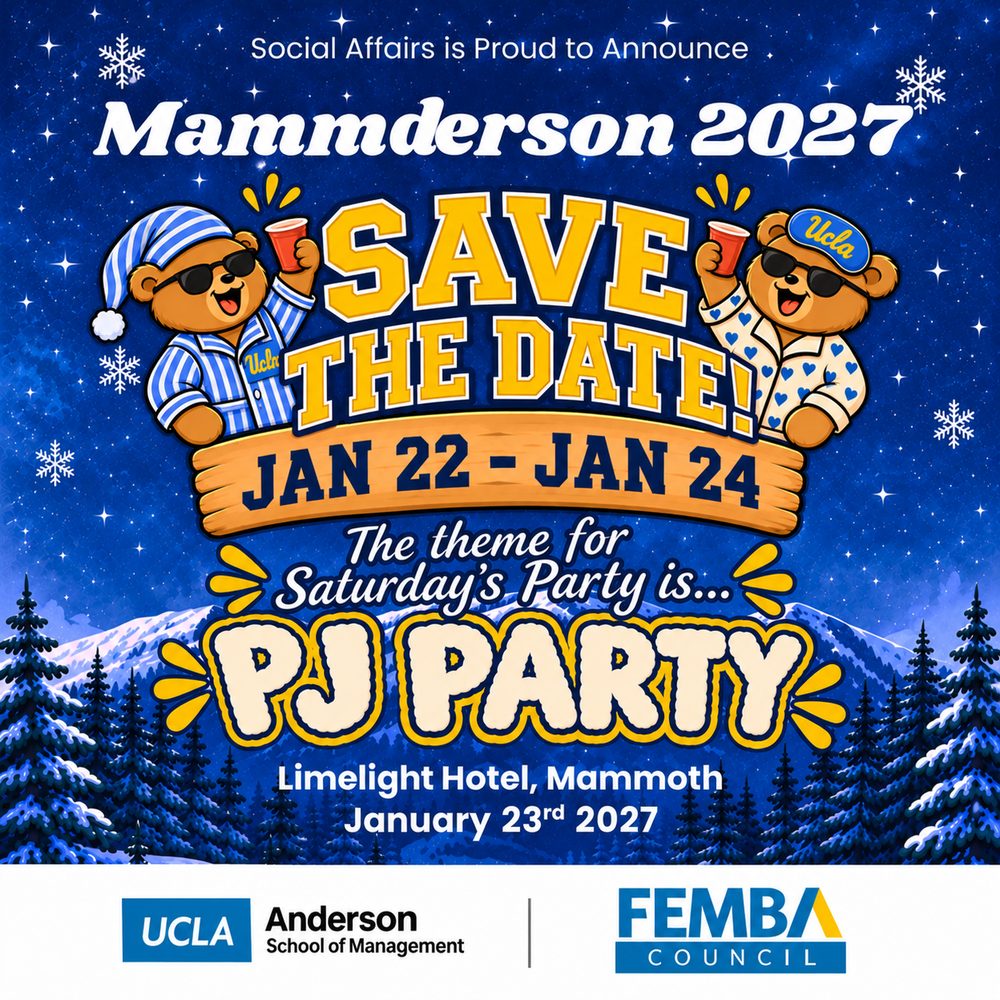 Social Affairs is Proud to Announce
Mammderson 2027
SAVE
THE DATE!
Ucla
Ucla
JAN 22 - JAN 24
The theme for
Saturday's Party is...
PJ PARTY
Limelight Hotel, Mammoth
January 23rd 2027
UCLA Anderson
School of Management
FEMBA
COUNCIL